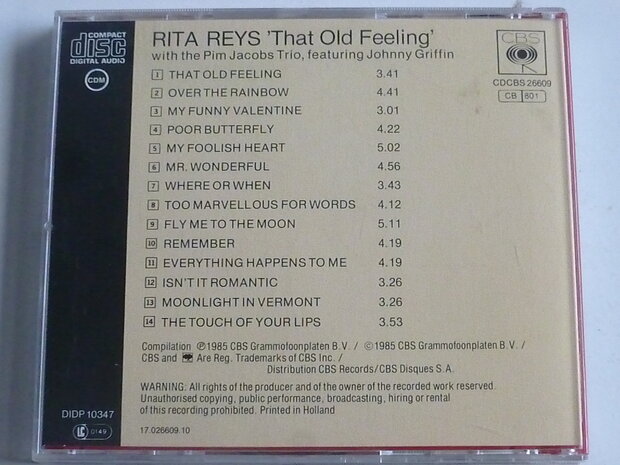 COMPACT
disc
DIGITAL AUDIO
CDM
RITA REYS 'That Old Feeling'
with the Pim Jacobs Trio, featuring Johnny Griffin
CBS
CDCBS 26609
CB 801
1 THAT OLD FEELING 3.41
2 OVER THE RAINBOW 4.41
3 MY FUNNY VALENTINE 3.01
4 POOR BUTTERFLY 4.22
5 MY FOOLISH HEART 5.02
6 MR. WONDERFUL 4.56
7 WHERE OR WHEN 3.43
8 TOO MARVELLOUS FOR WORDS 4.12
9 FLY ME TO THE MOON 5.11
10 REMEMBER 4.19
11 EVERYTHING HAPPENS TO ME 4.19
12 ISN'T IT ROMANTIC 3.26
13 MOONLIGHT IN VERMONT 3.26
14 THE TOUCH OF YOUR LIPS 3.53
Compilation ℗1985 CBS Grammofoonplaten B.V. / ©1985 CBS Grammofoonplaten B.V. /
CBS and Are Reg. Trademarks of CBS Inc. /
Distribution CBS Records/CBS Disques S.A.
WARNING: All rights of the producer and of the owner of the recorded work reserved.
Unauthorised copying, public performance, broadcasting, hiring or rental
of this recording prohibited. Printed in Holland
DIDP 10347
LC 0149
17.026609.10